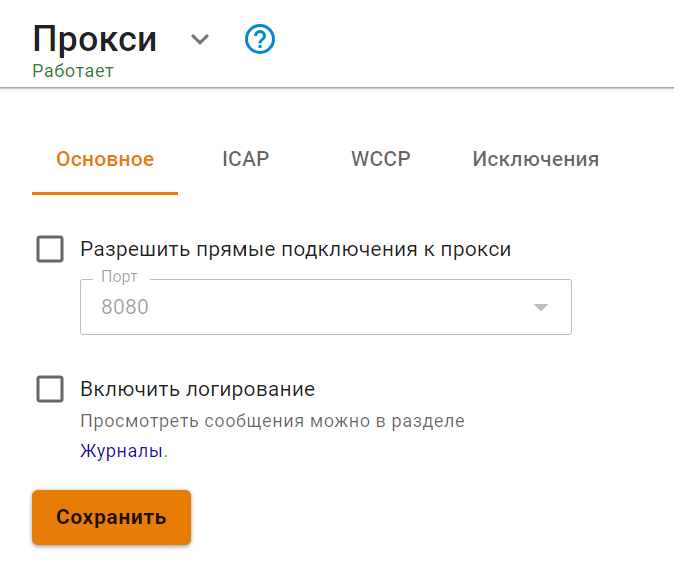 Прокси
Работает
Основное ICAP WCCP Исключения
Разрешить прямые подключения к прокси
Порт
8080
Включить логирование
Просмотреть сообщения можно в разделе
Журналы.
Сохранить